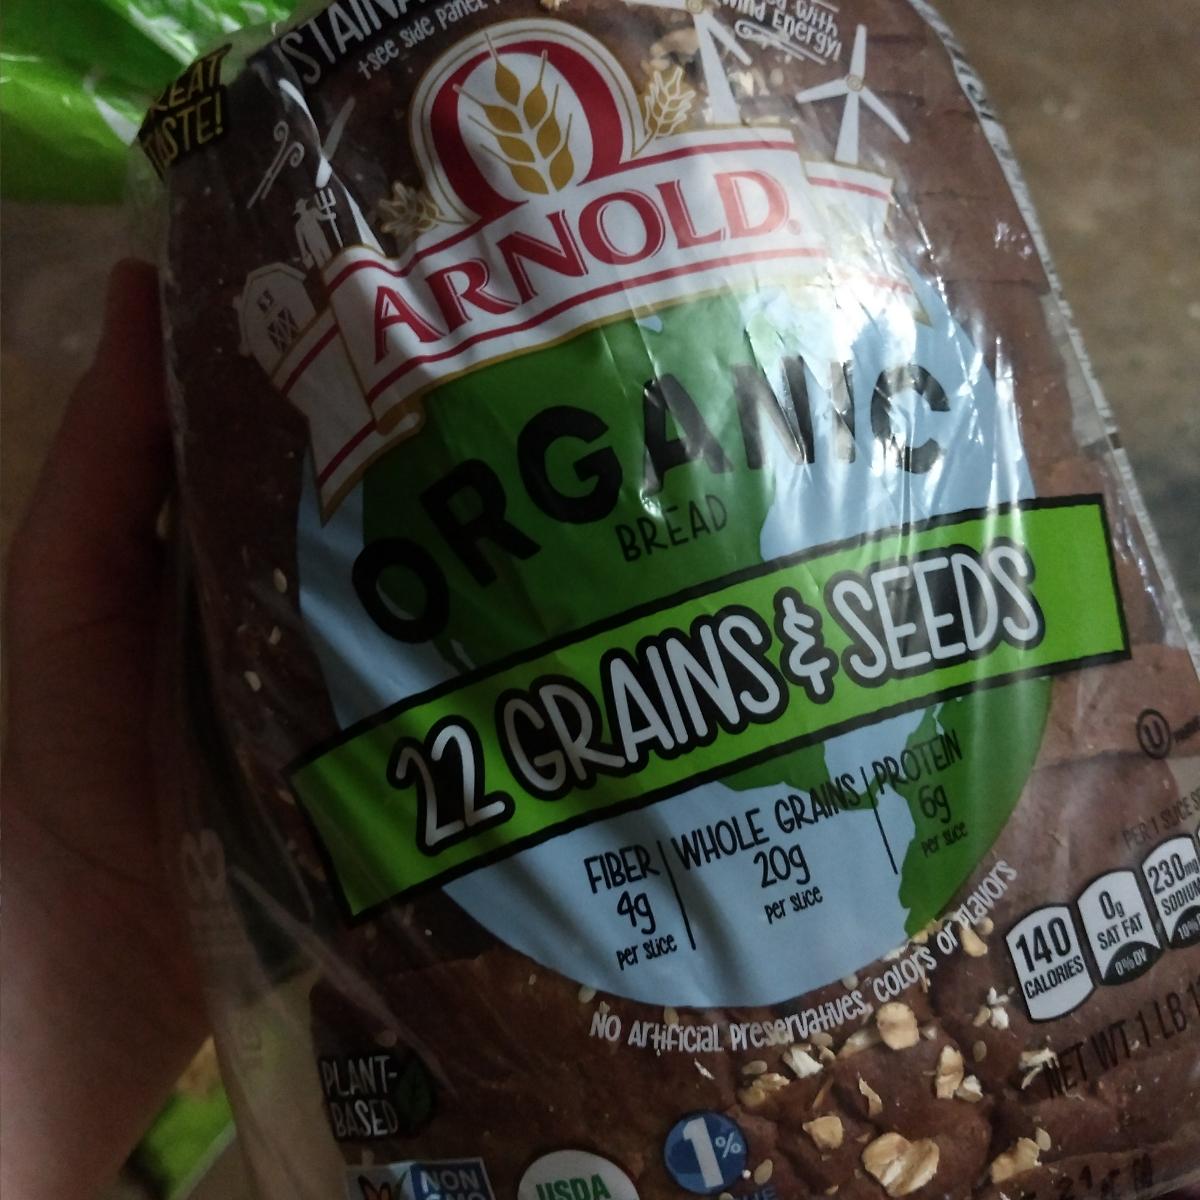 GREAT
TASTE!
+see side panel
Wind Energy!
ARNOLD®
ORGANIC
BREAD
22 GRAINS & SEEDS
FIBER
4g
per slice
WHOLE GRAINS
20g
per slice
PROTEIN
6g
per slice
No Artificial preservatives, colors or flavors
PER 1 SLICE
140
CALORIES
0g
SAT FAT
0% DV
230mg
SODIUM
10%
NET WT. 1 LB
PLANT-
BASED
NON
GMO
USDA
1%
U